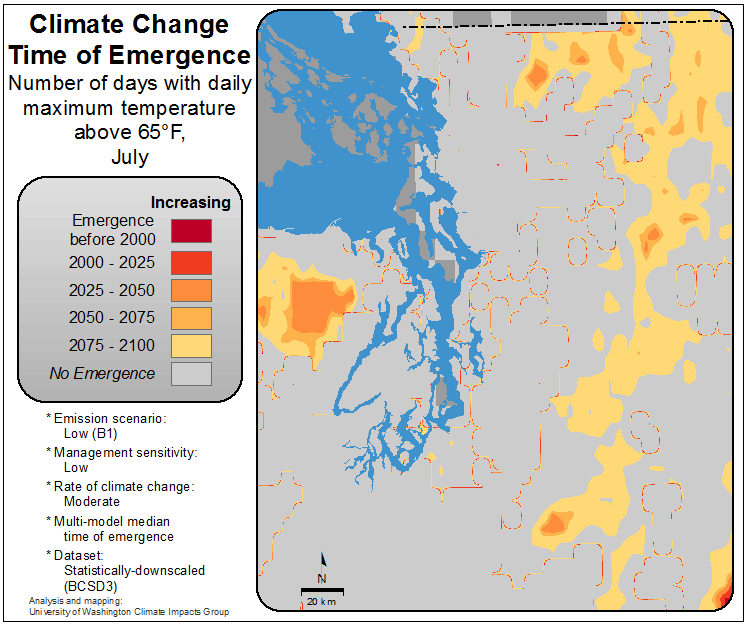 Climate Change
Time of Emergence
Number of days with daily
maximum temperature
above 65°F,
July
Increasing
Emergence
before 2000
2000 - 2025
2025 - 2050
2050 - 2075
2075 - 2100
No Emergence
* Emission scenario:
Low (B1)
* Management sensitivity:
Low
* Rate of climate change:
Moderate
* Multi-model median
time of emergence
* Dataset:
Statistically-downscaled
(BCSD3)
Analysis and mapping:
University of Washington Climate Impacts Group
N
20 km